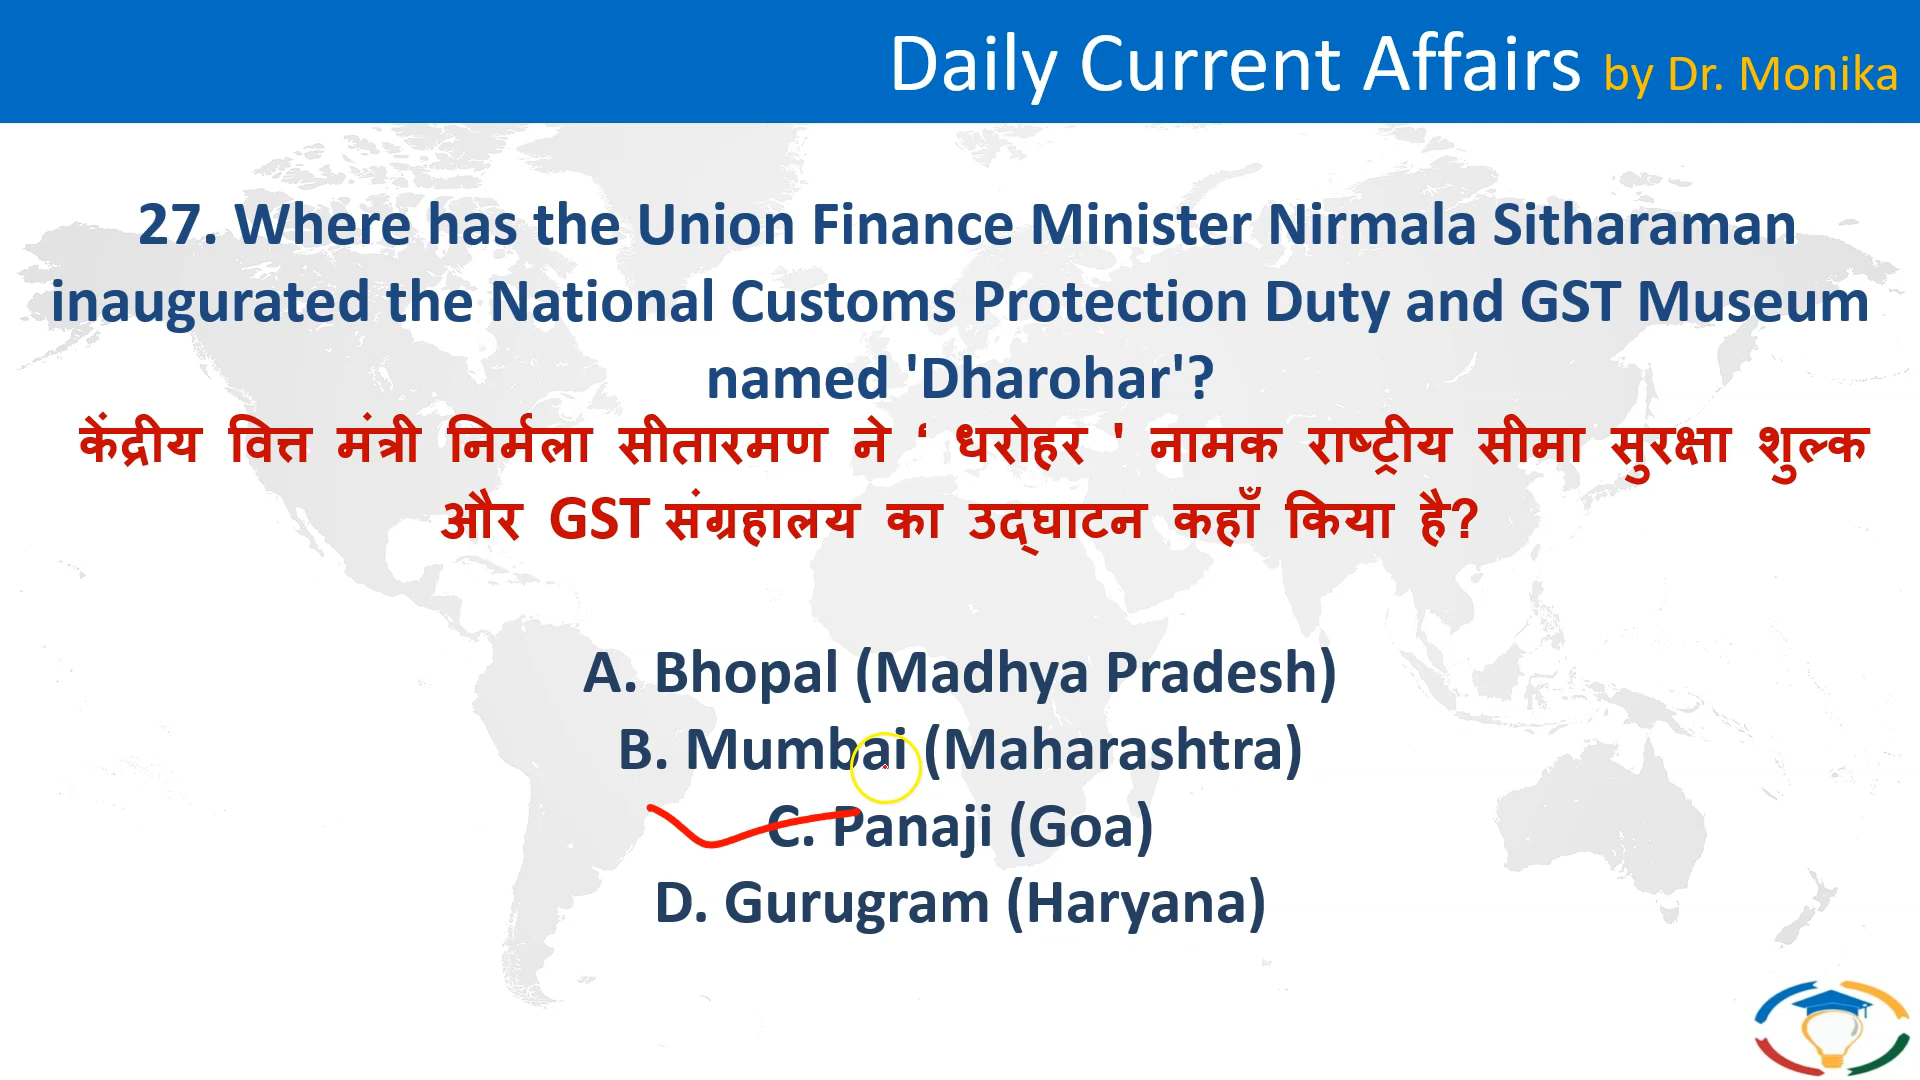 Daily Current Affairs by Dr. Monika
27. Where has the Union Finance Minister Nirmala Sitharaman
inaugurated the National Customs Protection Duty and GST Museum
named 'Dharohar'?
केंद्रीय वित्त मंत्री निर्मला सीतारमण ने ‘ धरोहर ' नामक राष्ट्रीय सीमा सुरक्षा शुल्क
और GST संग्रहालय का उद्घाटन कहाँ किया है?
A. Bhopal (Madhya Pradesh)
B. Mumbai (Maharashtra)
C. Panaji (Goa)
D. Gurugram (Haryana)